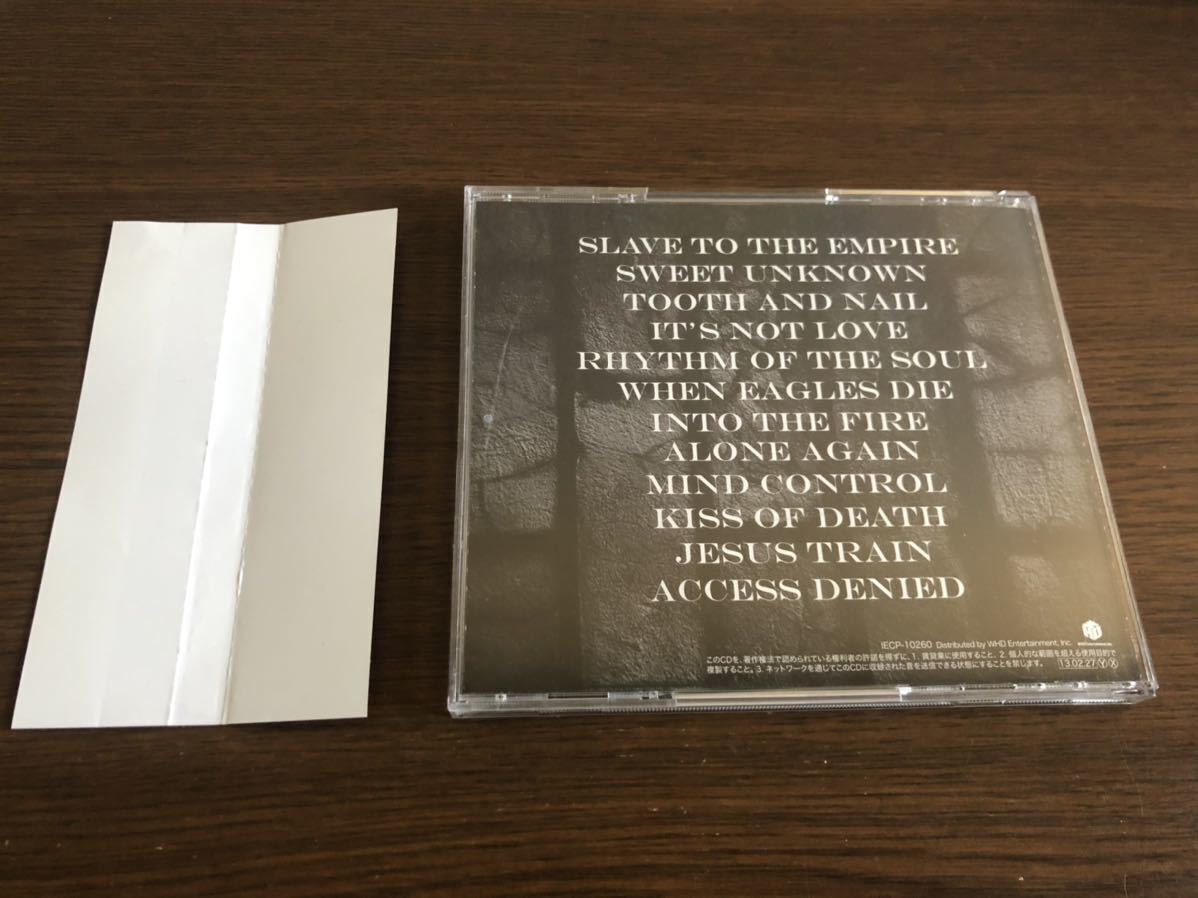 SLAVE TO THE EMPIRE
SWEET UNKNOWN
TOOTH AND NAIL
IT'S NOT LOVE
RHYTHM OF THE SOUL
WHEN EAGLES DIE
INTO THE FIRE
ALONE AGAIN
MIND CONTROL
KISS OF DEATH
JESUS TRAIN
ACCESS DENIED
IECP-10260 Distributed by WHD Entertainment, Inc.
このCDを、著作権法で認められている権利者の許諾を得ずに、1. 賃貸業に使用すること。2. 個人的な範囲を超える使用目的で
複製すること。3. ネットワークを通じてこのCDに収録された音を送信できる状態にすることを禁じます。 13.02.27 Y X